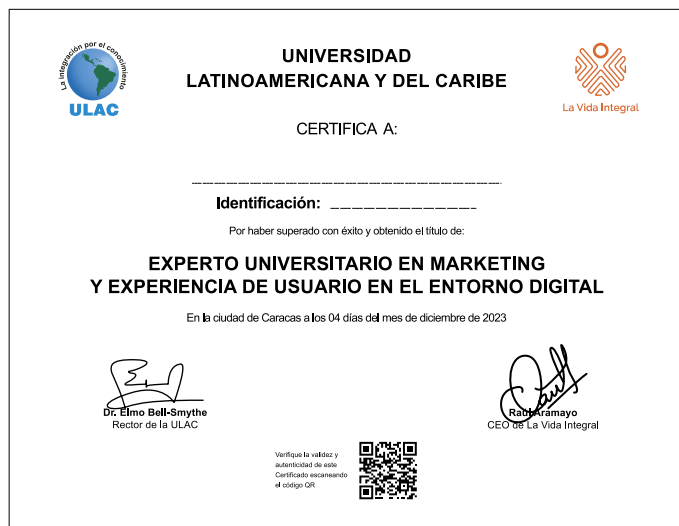 La integración por el conocimiento
ULAC
UNIVERSIDAD
LATINOAMERICANA Y DEL CARIBE
La Vida Integral
CERTIFICA A:
Identificación:
Por haber superado con éxito y obtenido el título de:
EXPERTO UNIVERSITARIO EN MARKETING
Y EXPERIENCIA DE USUARIO EN EL ENTORNO DIGITAL
En la ciudad de Caracas a los 04 días del mes de diciembre de 2023
Dr. Elmo Bell-Smythe
Rector de la ULAC
Raúl Aramayo
CEO de La Vida Integral
Verifique la validez y
autenticidad de este
Certificado escaneando
el código QR